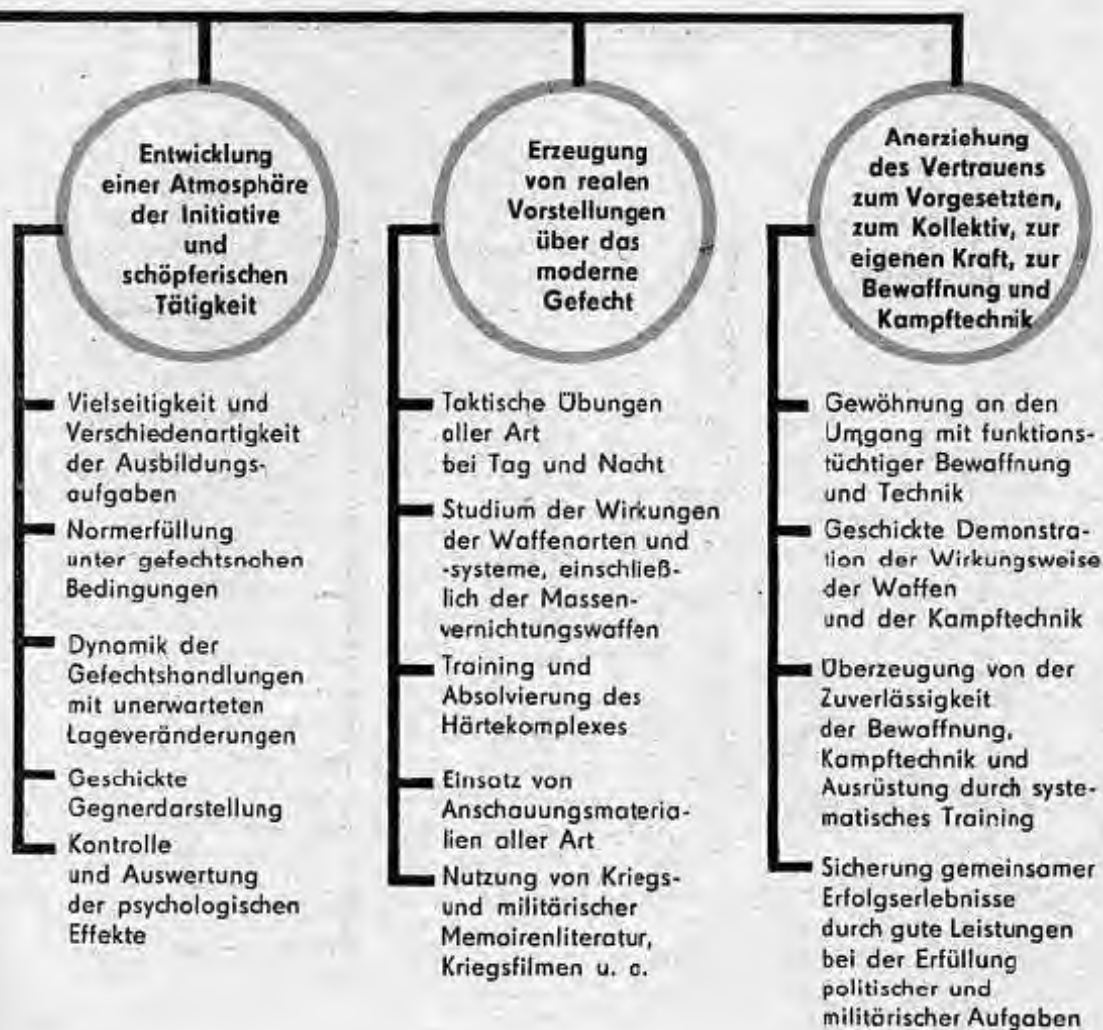 Entwicklung
einer Atmosphäre
der Initiative
und
schöpferischen
Tätigkeit
Vielseitigkeit und
Verschiedenartigkeit
der Ausbildungs-
aufgaben
Normerfüllung
unter gefechtsnahen
Bedingungen
Dynamik der
Gefechtshandlungen
mit unerwarteten
Lageveränderungen
Geschickte
Gegnerdarstellung
Kontrolle
und Auswertung
der psychologischen
Effekte
Erzeugung
von realen
Vorstellungen
über das
moderne
Gefecht
Taktische Übungen
aller Art
bei Tag und Nacht
Studium der Wirkungen
der Waffenarten und
-systeme, einschließ-
lich der Massen-
vernichtungswaffen
Training und
Absolvierung des
Härtekomplexes
Einsatz von
Anschauungsmateria-
lien aller Art
Nutzung von Kriegs-
und militärischer
Memoirenliteratur,
Kriegsfilmen u. a.
Anerziehung
des Vertrauens
zum Vorgesetzten,
zum Kollektiv, zur
eigenen Kraft, zur
Bewaffnung und
Kampftechnik
Gewöhnung an den
Umgang mit funktions-
tüchtiger Bewaffnung
und Technik
Geschickte Demonstra-
tion der Wirkungsweise
der Waffen
und der Kampftechnik
Überzeugung von der
Zuverlässigkeit
der Bewaffnung,
Kampftechnik und
Ausrüstung durch syste-
matisches Training
Sicherung gemeinsamer
Erfolgserlebnisse
durch gute Leistungen
bei der Erfüllung
politischer und
militärischer Aufgaben